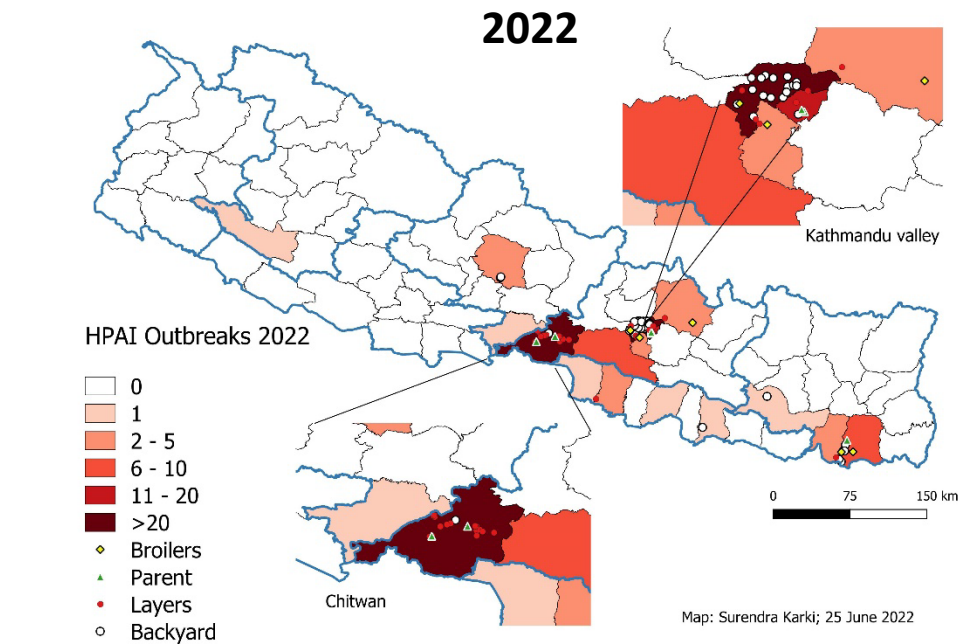 2022
Kathmandu valley
HPAI Outbreaks 2022
0
1
2 - 5
6 - 10
11 - 20
>20
Broilers
Parent
Layers
Backyard
Chitwan
0 75 150 km
Map: Surendra Karki; 25 June 2022